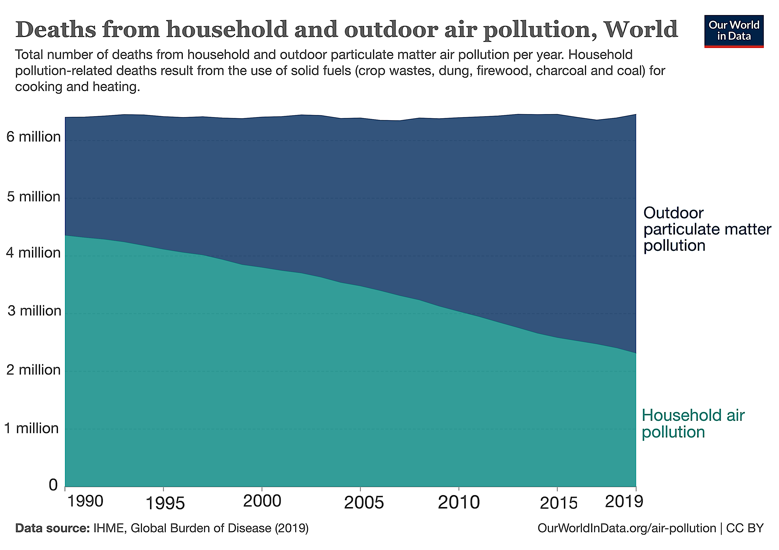 Deaths from household and outdoor air pollution, World
Our World
in Data
Total number of deaths from household and outdoor particulate matter air pollution per year. Household
pollution-related deaths result from the use of solid fuels (crop wastes, dung, firewood, charcoal and coal) for
cooking and heating.
6 million
5 million
4 million
3 million
2 million
1 million
0
Outdoor
particulate matter
pollution
Household air
pollution
1990
1995
2000
2005
2010
2015
2019
Data source: IHME, Global Burden of Disease (2019)
OurWorldInData.org/air-pollution | CC BY